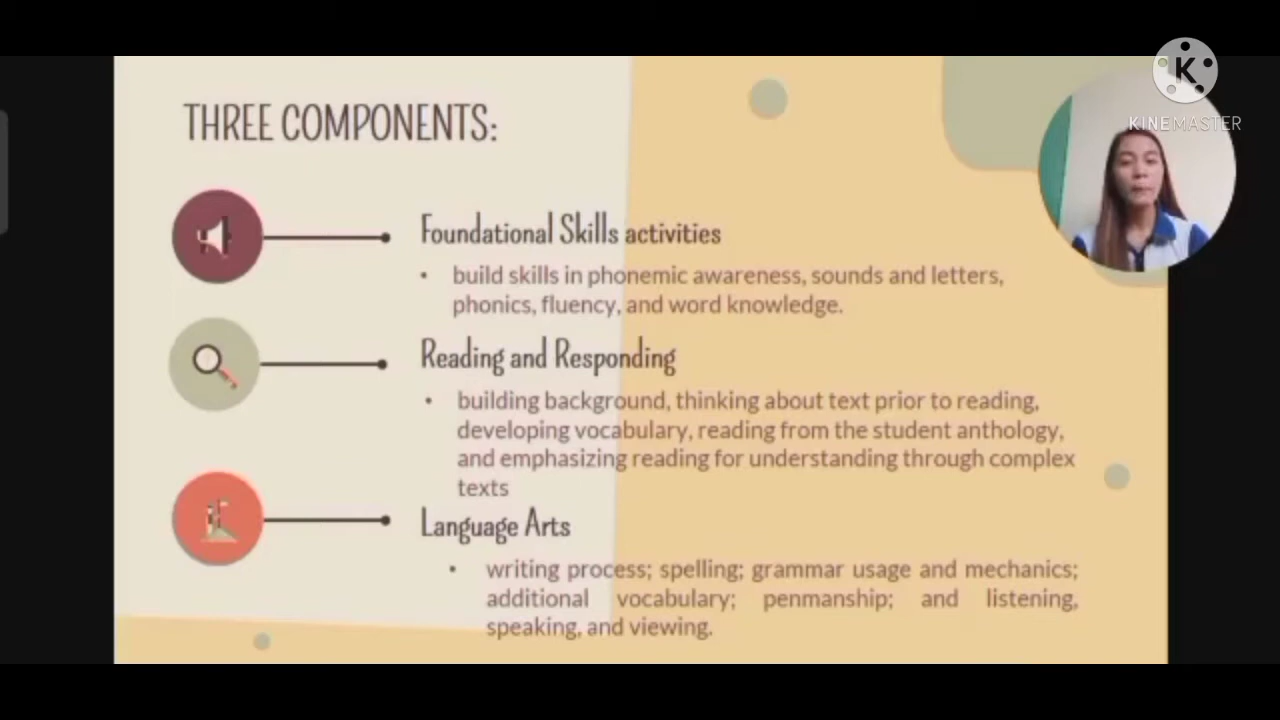 K
KINEMASTER
THREE COMPONENTS:
Foundational Skills activities
• build skills in phonemic awareness, sounds and letters,
phonics, fluency, and word knowledge.
Reading and Responding
• building background, thinking about text prior to reading,
developing vocabulary, reading from the student anthology,
and emphasizing reading for understanding through complex
texts
Language Arts
• writing process; spelling; grammar usage and mechanics;
additional vocabulary; penmanship; and listening,
speaking, and viewing.